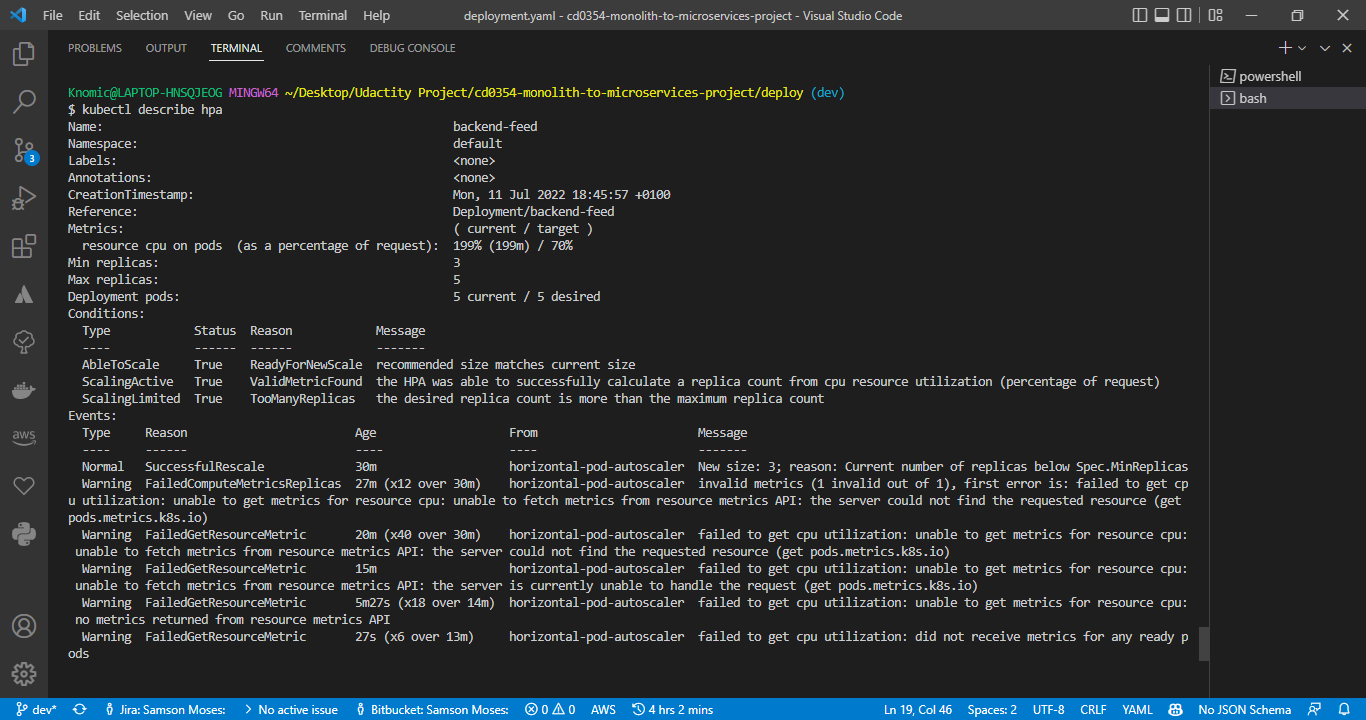 File Edit Selection View Go Run Terminal Help deployment.yaml - cd0354-monolith-to-microservices-project - Visual Studio Code
PROBLEMS OUTPUT TERMINAL COMMENTS DEBUG CONSOLE
powershell
bash
Knomic@LAPTOP-HNSQJEOG MINGW64 ~/Desktop/Udactity Project/cd0354-monolith-to-microservices-project/deploy (dev)
$ kubectl describe hpa
Name: backend-feed
Namespace: default
Labels: <none>
Annotations: <none>
CreationTimestamp: Mon, 11 Jul 2022 18:45:57 +0100
Reference: Deployment/backend-feed
Metrics: ( current / target )
resource cpu on pods (as a percentage of request): 199% (199m) / 70%
Min replicas: 3
Max replicas: 5
Deployment pods: 5 current / 5 desired
Conditions:
Type Status Reason Message
---- ------ ------ -------
AbleToScale True ReadyForNewScale recommended size matches current size
ScalingActive True ValidMetricFound the HPA was able to successfully calculate a replica count from cpu resource utilization (percentage of request)
ScalingLimited True TooManyReplicas the desired replica count is more than the maximum replica count
Events:
Type Reason Age From Message
---- ------ ---- ---- -------
Normal SuccessfulRescale 30m horizontal-pod-autoscaler New size: 3; reason: Current number of replicas below Spec.MinReplicas
Warning FailedComputeMetricsReplicas 27m (x12 over 30m) horizontal-pod-autoscaler invalid metrics (1 invalid out of 1), first error is: failed to get cp
u utilization: unable to get metrics for resource cpu: unable to fetch metrics from resource metrics API: the server could not find the requested resource (get
pods.metrics.k8s.io)
Warning FailedGetResourceMetric 20m (x40 over 30m) horizontal-pod-autoscaler failed to get cpu utilization: unable to get metrics for resource cpu:
unable to fetch metrics from resource metrics API: the server could not find the requested resource (get pods.metrics.k8s.io)
Warning FailedGetResourceMetric 15m horizontal-pod-autoscaler failed to get cpu utilization: unable to get metrics for resource cpu:
unable to fetch metrics from resource metrics API: the server is currently unable to handle the request (get pods.metrics.k8s.io)
Warning FailedGetResourceMetric 5m27s (x18 over 14m) horizontal-pod-autoscaler failed to get cpu utilization: unable to get metrics for resource cpu:
no metrics returned from resource metrics API
Warning FailedGetResourceMetric 27s (x6 over 13m) horizontal-pod-autoscaler failed to get cpu utilization: did not receive metrics for any ready p
ods
3
aws
dev* Jira: Samson Moses: No active issue Bitbucket: Samson Moses: 0 0 AWS 4 hrs 2 mins Ln 19, Col 46 Spaces: 2 UTF-8 CRLF YAML No JSON Schema